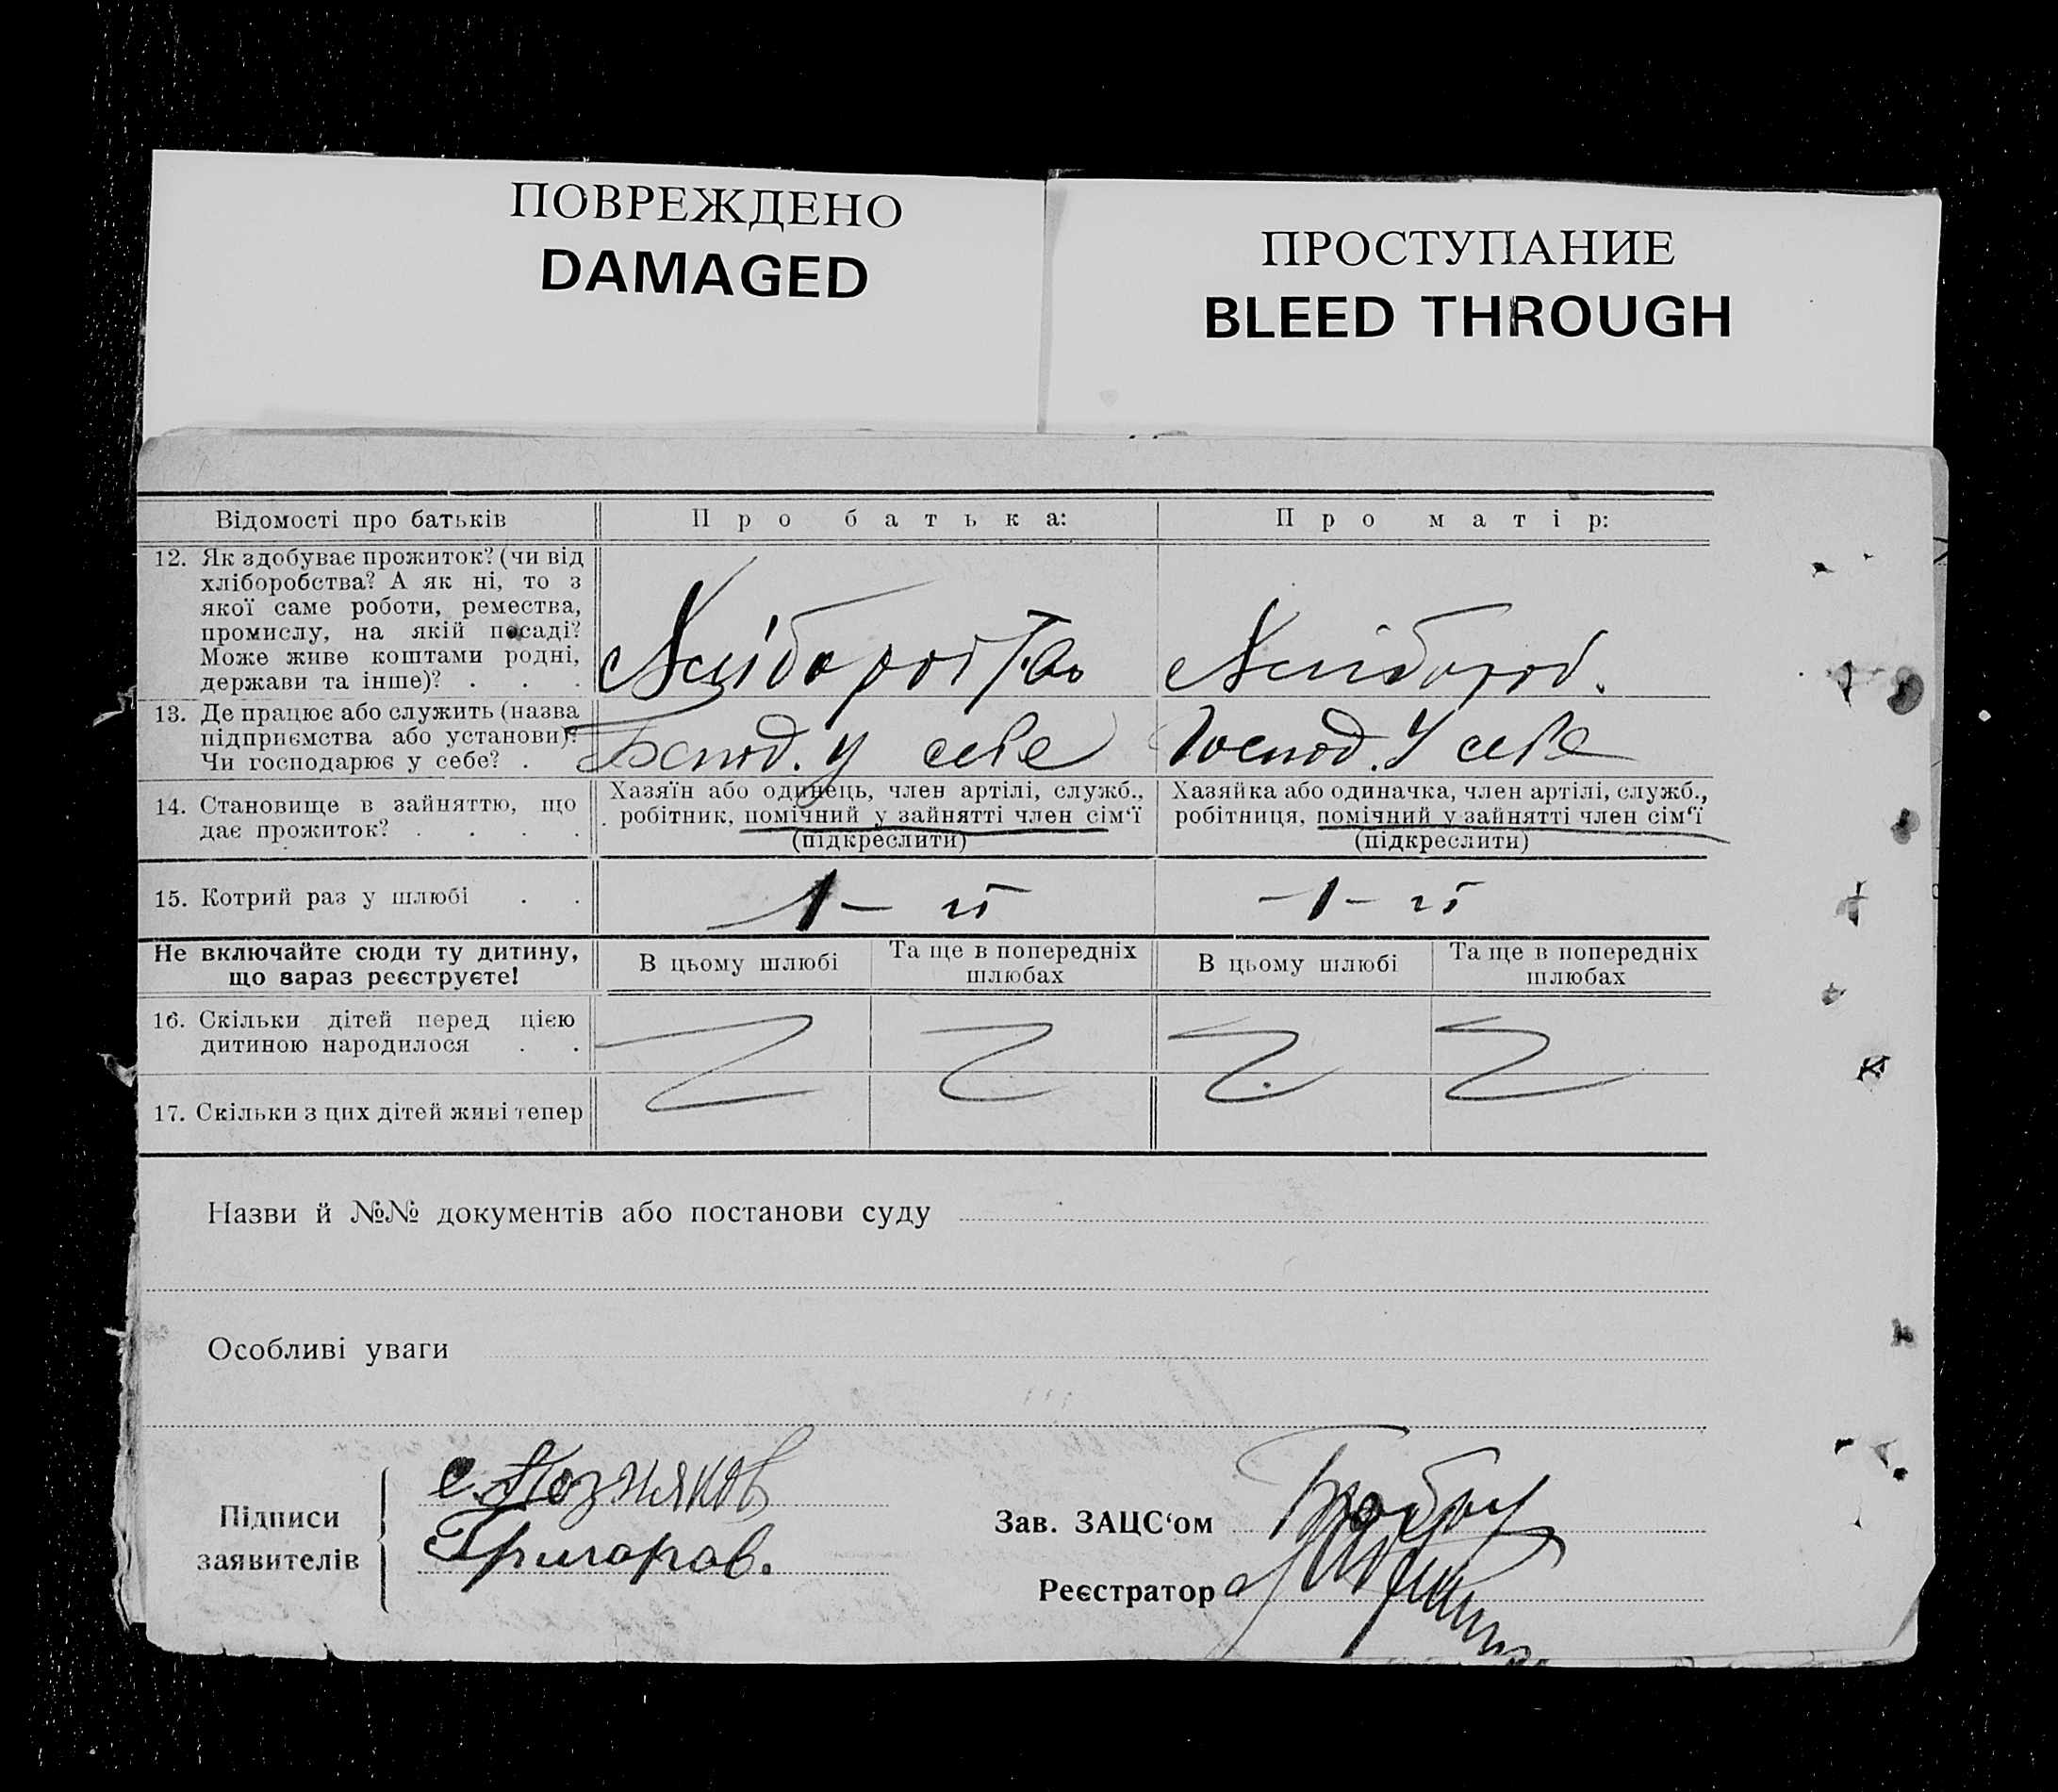 ПОВРЕЖДЕНО
DAMAGED
ПРОСТУПАНИЕ
BLEED THROUGH
Відомості про батьків
Про батька:
Про матір:
12. Як здобуває прожиток? (чи від
хліборобства? А як ні, то з
якої саме роботи, ремества,
промислу, на якій посаді?
Може живе коштами родні,
держави та інше)? . . .
Хліборобство
Хлібороб.
13. Де працює або служить (назва
підприємства або установи)?
Чи господарює у себе? .
Господ. у себе
Господ. У себе
14. Становище в зайняттю, що
дає прожиток? . . . .
Хазяїн або одинець, член артілі, служб.,
робітник, помічний у зайнятті член сім‘ї
(підкреслити)
Хазяйка або одиначка, член артілі, служб.,
робітниця, помічний у зайнятті член сім‘ї
(підкреслити)
15. Котрий раз у шлюбі . .
1-й
-1-й
Не включайте сюди ту дитину,
що зараз реєструєте!
В цьому шлюбі
Та ще в попередніх
шлюбах
В цьому шлюбі
Та ще в попередніх
шлюбах
16. Скільки дітей перед цією
дитиною народилося . .
17. Скільки з цих дітей живі тепер
Назви й №№ документів або постанови суду
Особливі уваги
Підписи
заявителів
с. Позняков
Григоров.
Зав. ЗАЦС‘ом
Реєстратор